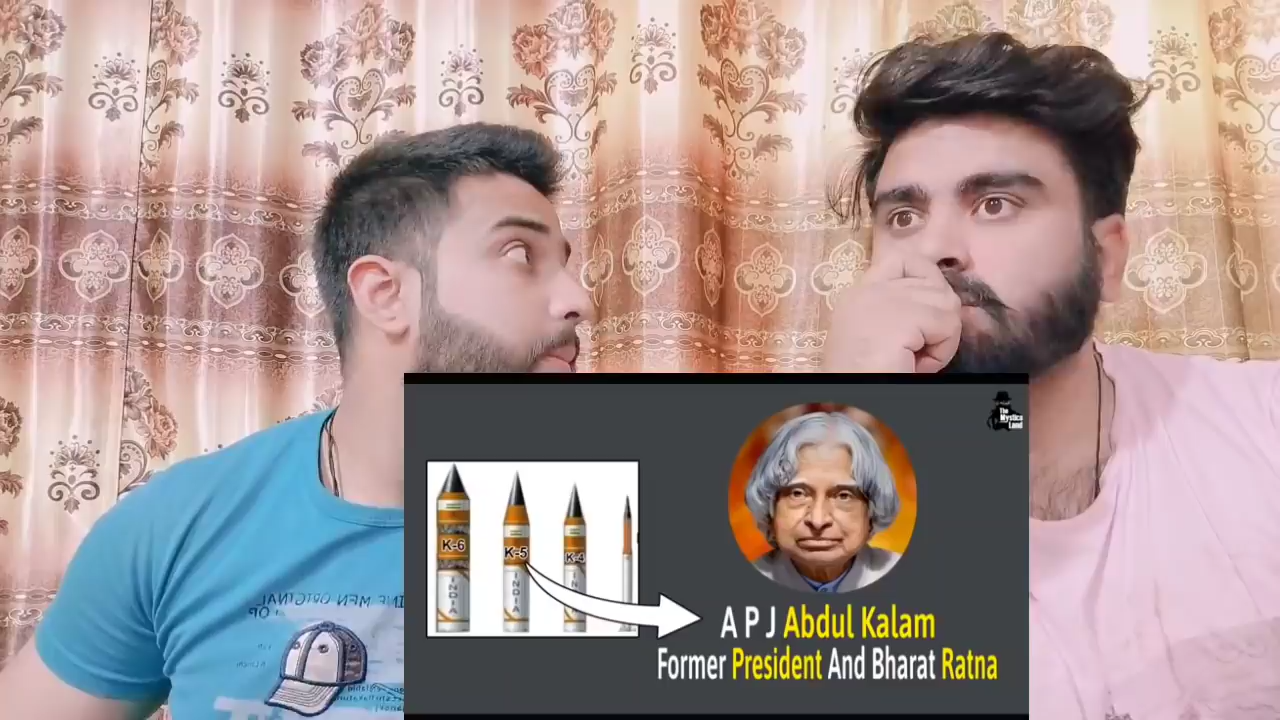 The
Mystica
Land
K-6
K-5
K-4
INDIA
INDIA
INDIA
A P J Abdul Kalam
Former President And Bharat Ratna